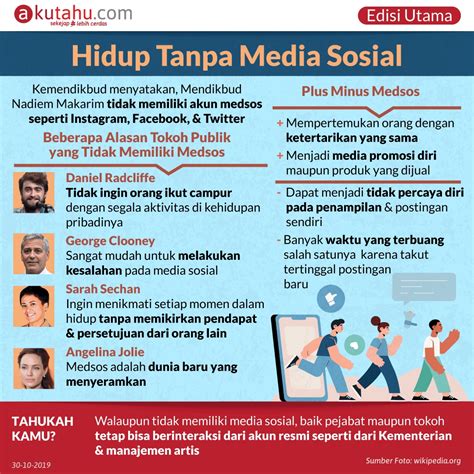 akutahu.com
sekejap lebih cerdas
Edisi Utama
Hidup Tanpa Media Sosial
Kemendikbud menyatakan, Mendikbud
Nadiem Makarim tidak memiliki akun medsos
seperti Instagram, Facebook, & Twitter
Beberapa Alasan Tokoh Publik
yang Tidak Memiliki Medsos
Daniel Radcliffe
Tidak ingin orang ikut campur
dengan segala aktivitas di kehidupan
pribadinya
George Clooney
Sangat mudah untuk melakukan
kesalahan pada media sosial
Sarah Sechan
Ingin menikmati setiap momen dalam
hidup tanpa memikirkan pendapat
& persetujuan dari orang lain
Angelina Jolie
Medsos adalah dunia baru yang
menyeramkan
Plus Minus Medsos
+ Mempertemukan orang dengan
ketertarikan yang sama
+ Menjadi media promosi diri
maupun produk yang dijual
- Dapat menjadi tidak percaya diri
pada penampilan & postingan
sendiri
- Banyak waktu yang terbuang
salah satunya karena takut
tertinggal postingan
baru
TAHUKAH
KAMU?
30-10-2019
Walaupun tidak memiliki media sosial, baik pejabat maupun tokoh
tetap bisa berinteraksi dari akun resmi seperti dari Kementerian
& manajemen artis
Sumber Foto: wikipedia.org